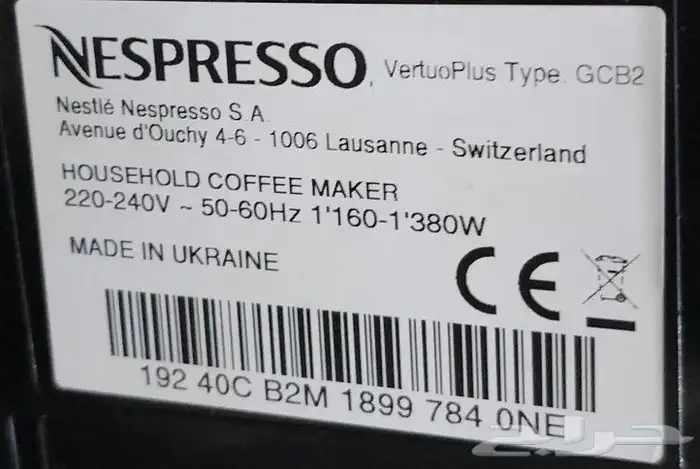 NESPRESSO, VertuoPlus Type. GCB2
Nestlé Nespresso S.A.
Avenue d'Ouchy 4-6 - 1006 Lausanne - Switzerland
HOUSEHOLD COFFEE MAKER
220-240V ~ 50-60Hz 1'160-1'380W
MADE IN UKRAINE
CE
192 40C B2M 1899 784 0NE
حراج